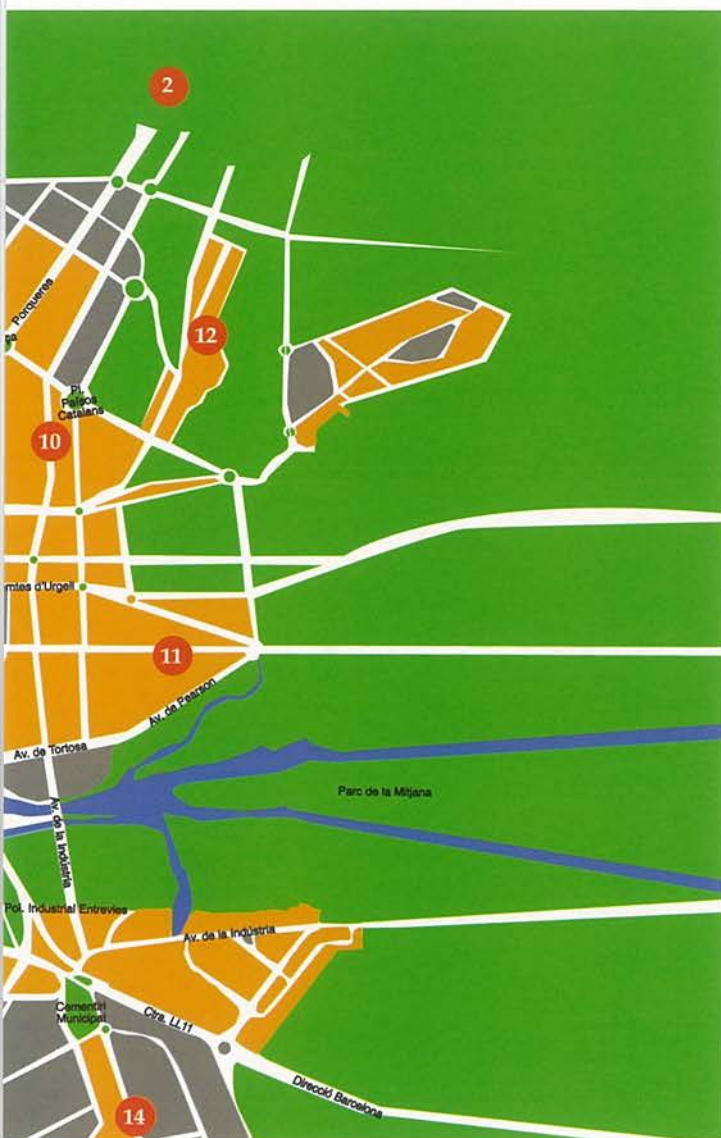 2
Porqueres
12
Pl.
Països
Catalans
10
d'Urgell
11
Av. de Pearson
Av. de Tortosa
Parc de la Mitjana
Av. de la Indústria
Pol. Industrial Entrevies
Av. de la Indústria
Cementiri
Municipal
Ctra. LL11
Direcció Barcelona
14